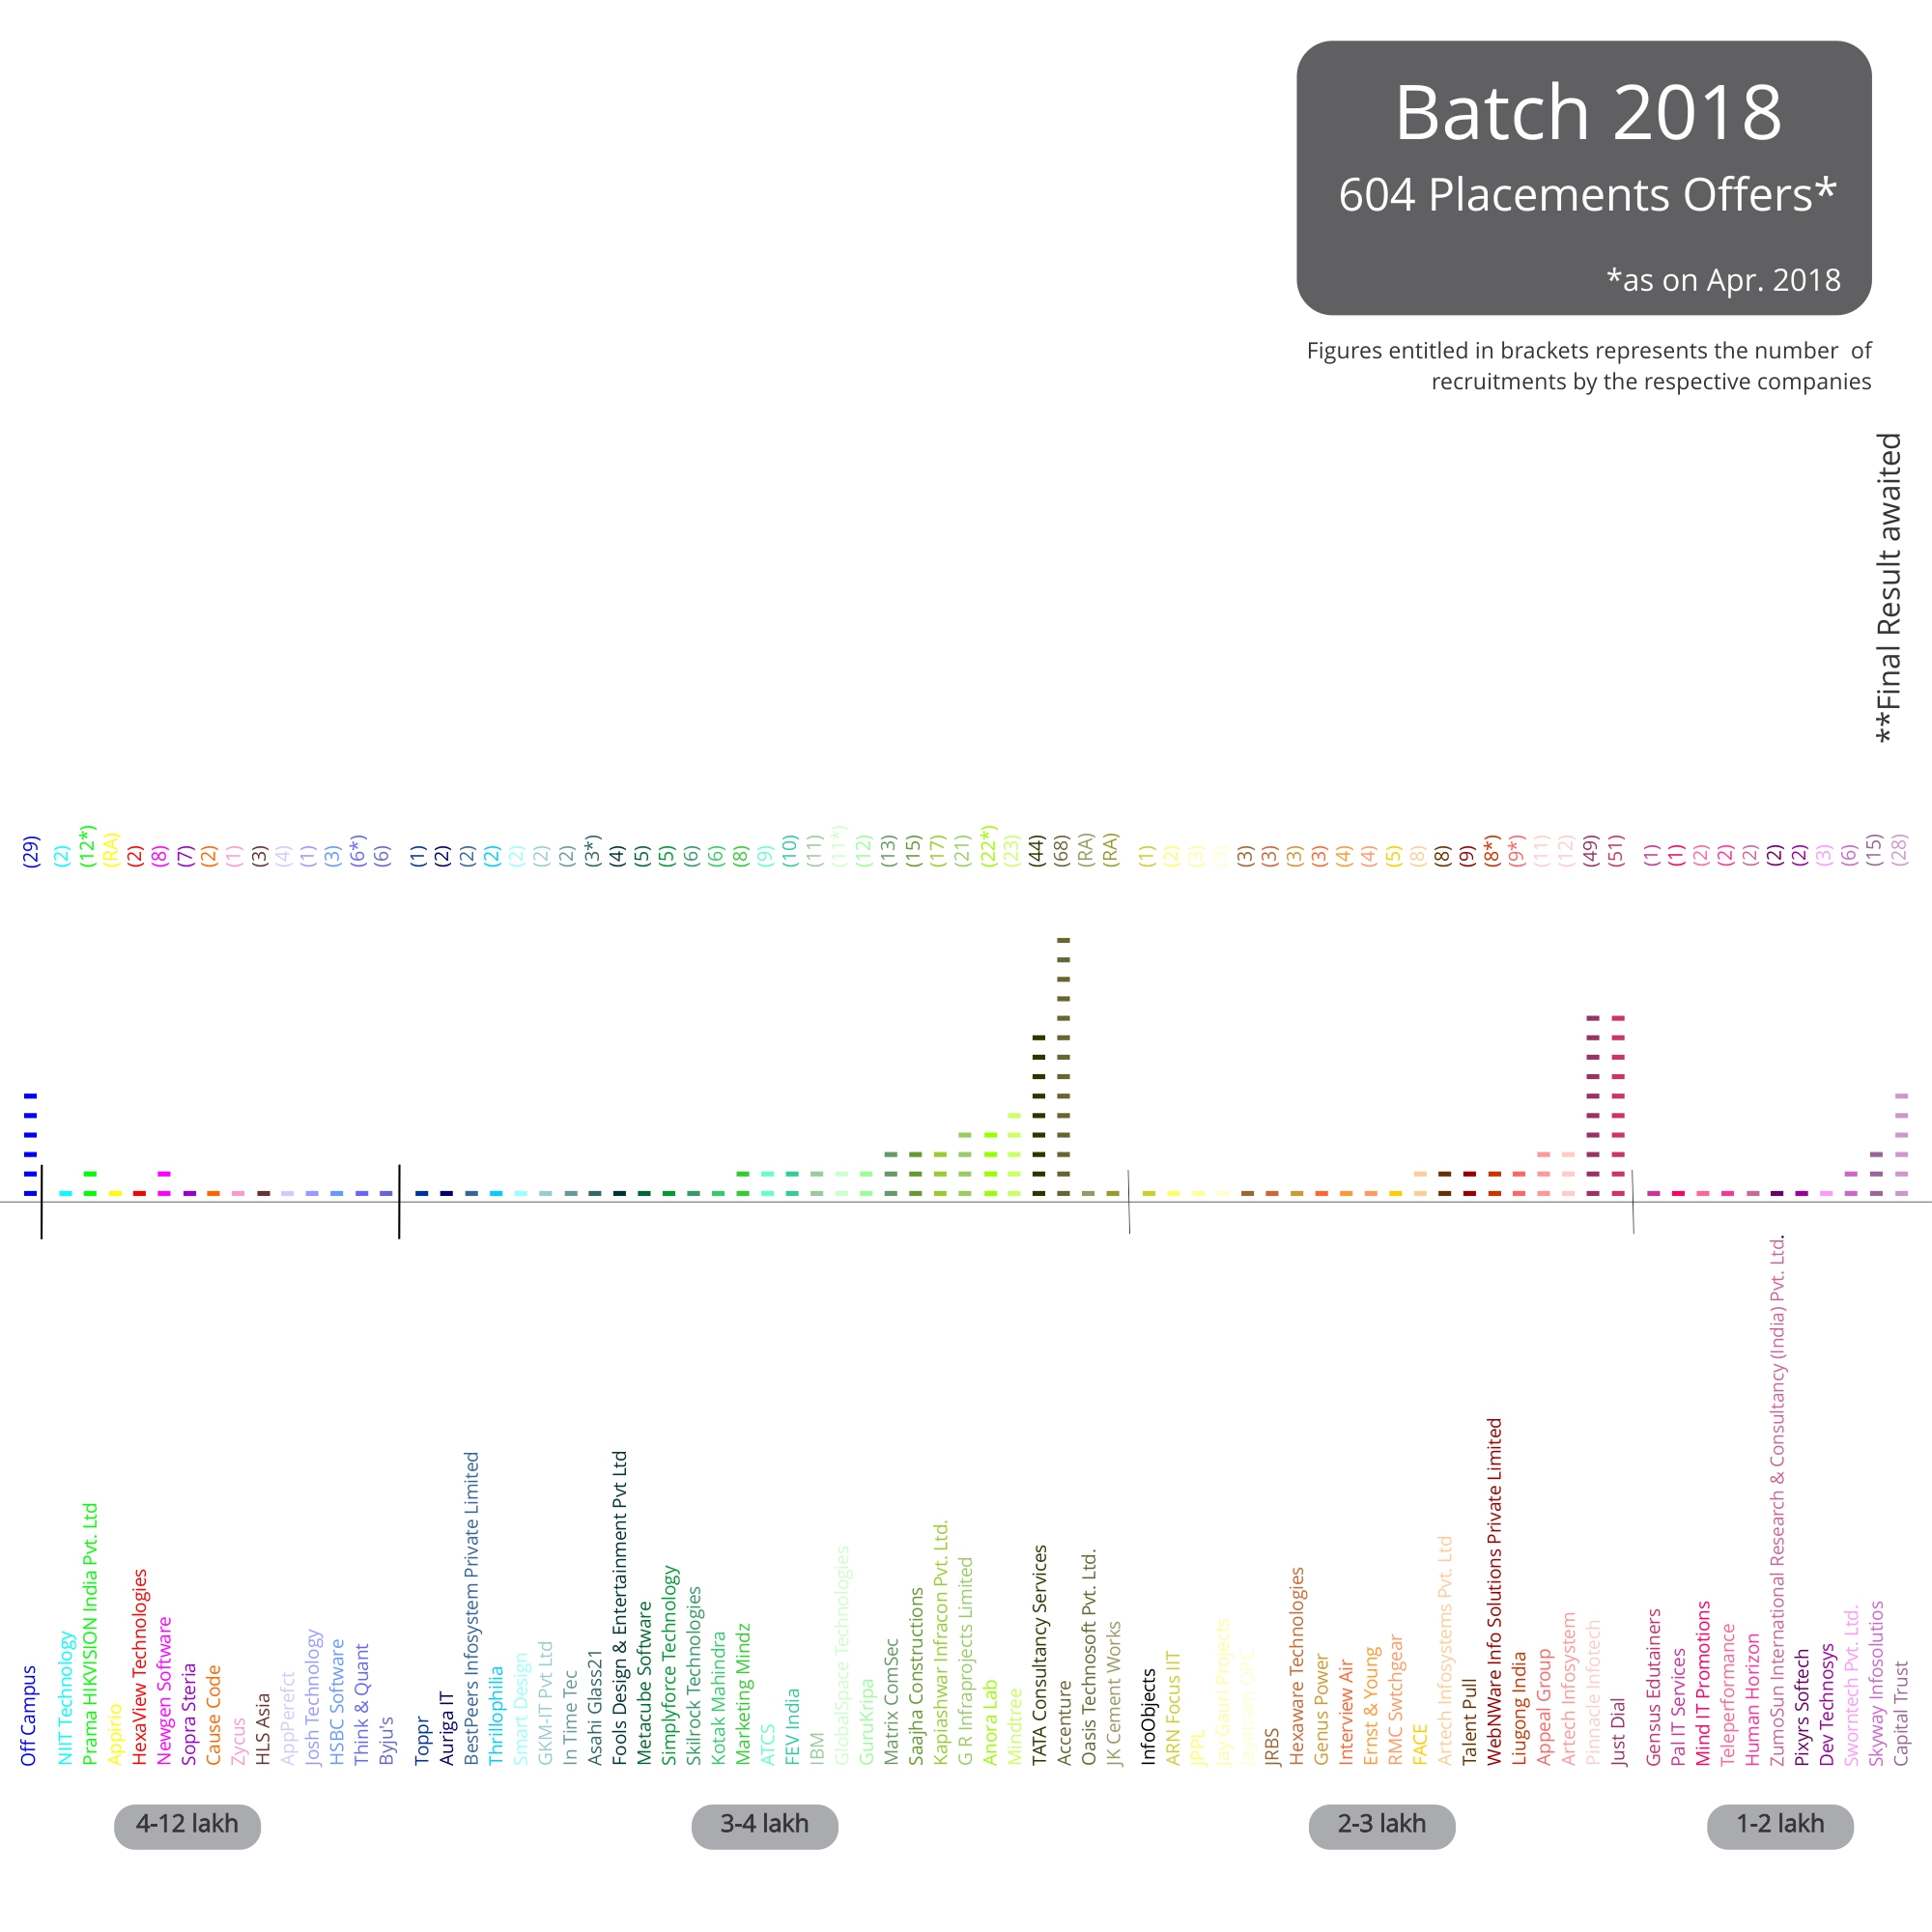 Batch 2018
604 Placements Offers*
*as on Apr. 2018
Figures entitled in brackets represents the number  of
recruitments by the respective companies
**Final Result awaited
(29)
(2)
(12*)
(RA)
(2)
(8)
(7)
(2)
(1)
(3)
(4)
(1)
(3)
(6*)
(6)
(1)
(2)
(2)
(2)
(2)
(2)
(2)
(3*)
(4)
(5)
(5)
(6)
(6)
(8)
(9)
(10)
(11)
(11*)
(12)
(13)
(15)
(17)
(21)
(22*)
(23)
(44)
(68)
(RA)
(RA)
(1)
(2)
(3)
(3)
(3)
(3)
(3)
(3)
(4)
(4)
(5)
(8)
(8)
(9)
(8*)
(9*)
(11)
(12)
(49)
(51)
(1)
(1)
(2)
(2)
(2)
(2)
(2)
(3)
(6)
(15)
(28)
Off Campus
NIIT Technology
Prama HIKVISION India Pvt. Ltd
Appirio
HexaView Technologies
Newgen Software
Sopra Steria
Cause Code
Zycus
HLS Asia
AppPerefct
Josh Technology
HSBC Software
Think & Quant
Byju's
Toppr
Auriga IT
BestPeers Infosystem Private Limited
Thrillophilia
Smart Design
GKM-IT Pvt Ltd
In Time Tec
Asahi Glass21
Fools Design & Entertainment Pvt Ltd
Metacube Software
Simplyforce Technology
Skilrock Technologies
Kotak Mahindra
Marketing Mindz
ATCS
FEV India
IBM
GlobalSpace Technologies
GuruKripa
Matrix ComSec
Saajha Constructions
Kapiashwar Infracon Pvt. Ltd.
G R Infraprojects Limited
Anora Lab
Mindtree
TATA Consultancy Services
Accenture
Oasis Technosoft Pvt. Ltd.
JK Cement Works
InfoObjects
ARN Focus IIT
JPPL
Jay Gauri Projects
JRBS
Hexaware Technologies
Genus Power
Interview Air
Ernst & Young
RMC Swtchgear
FACE
Artech Infosystems Pvt. Ltd
Talent Pull
WebNWare Info Solutions Private Limited
Liugong India
Appeal Group
Artech Infosystem
Pinnacle Infotech
Just Dial
Gensus Edutainers
Pal IT Services
Mind IT Promotions
Teleperformance
Human Horizon
ZumoSun International Research & Consultancy (India) Pvt. Ltd.
Pixyrs Softech
Dev Technosys
Sworntech Pvt. Ltd.
Skyway Infosolutios
Capital Trust
4-12 lakh
3-4 lakh
2-3 lakh
1-2 lakh